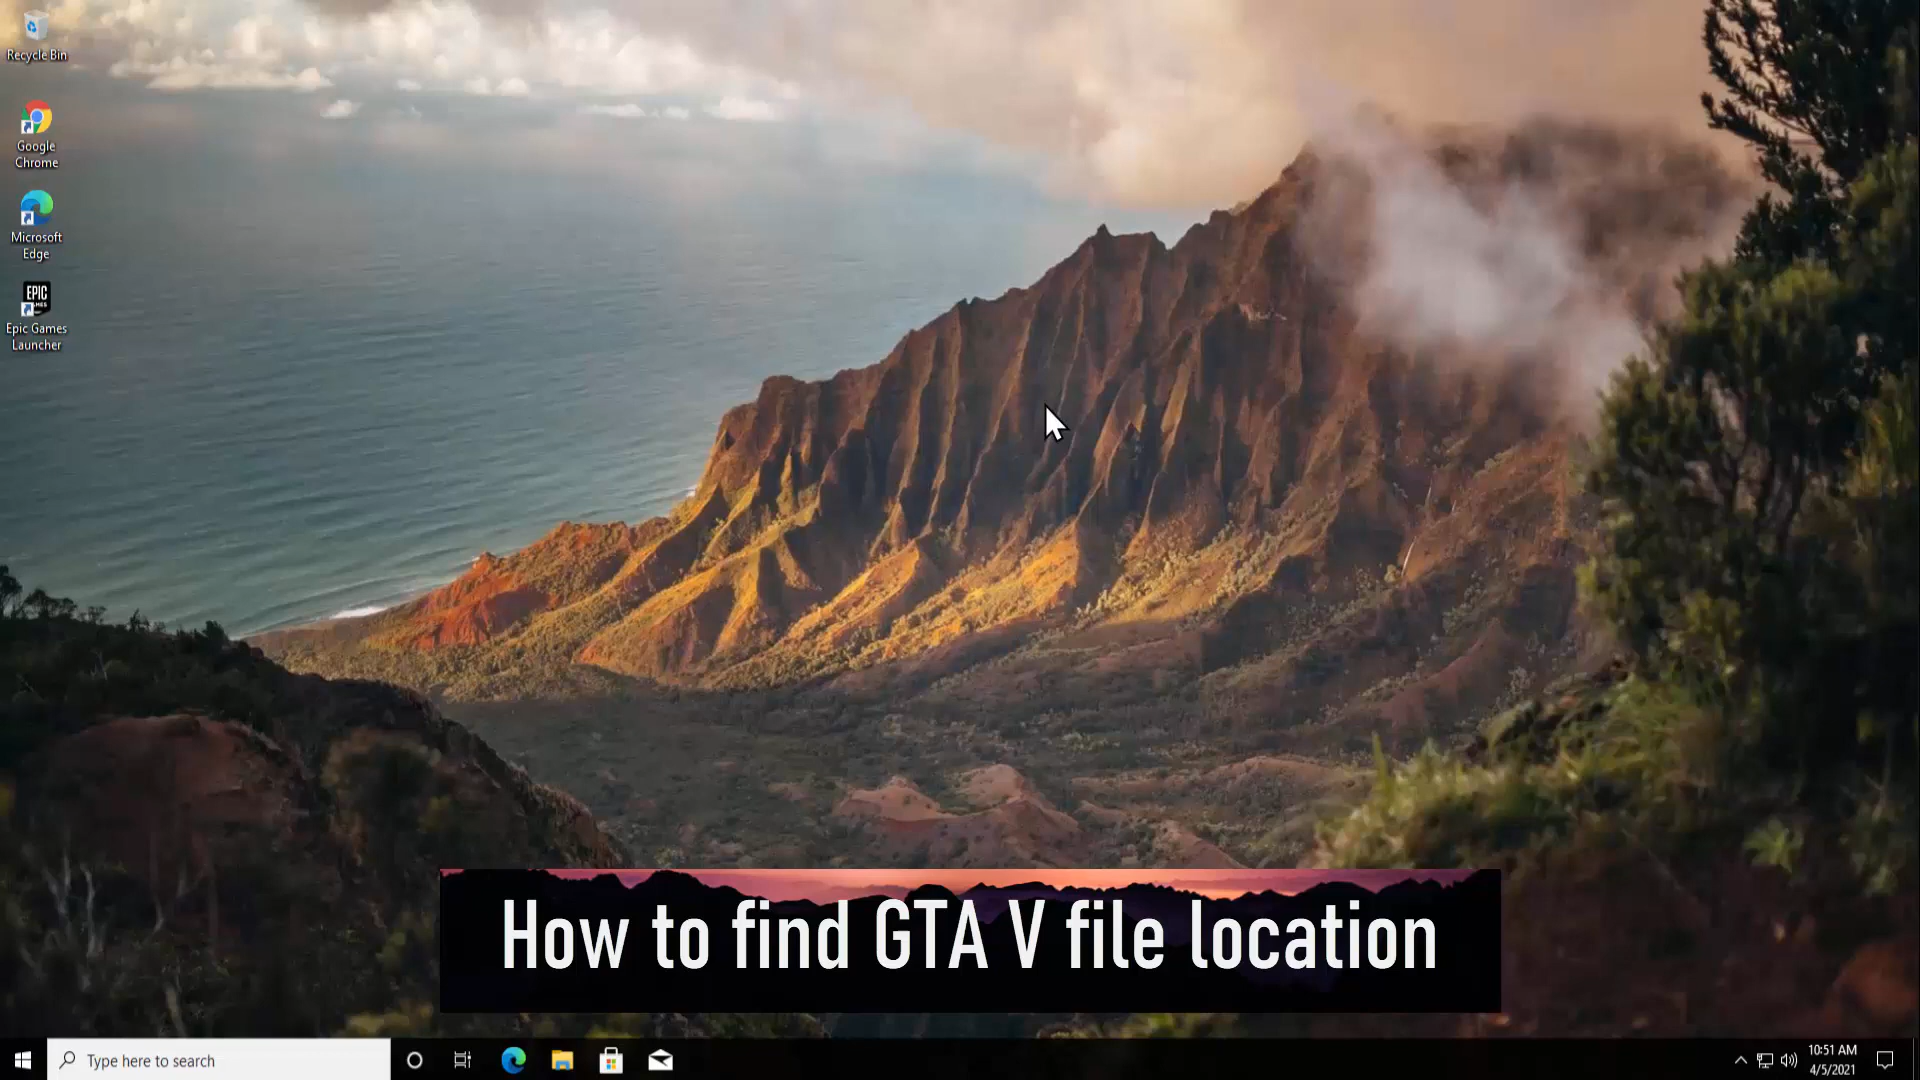 Recycle Bin
Google
Chrome
Microsoft
Edge
EPIC
Epic Games
Launcher
How to find GTA V file location
Type here to search
10:51 AM
4/5/2021